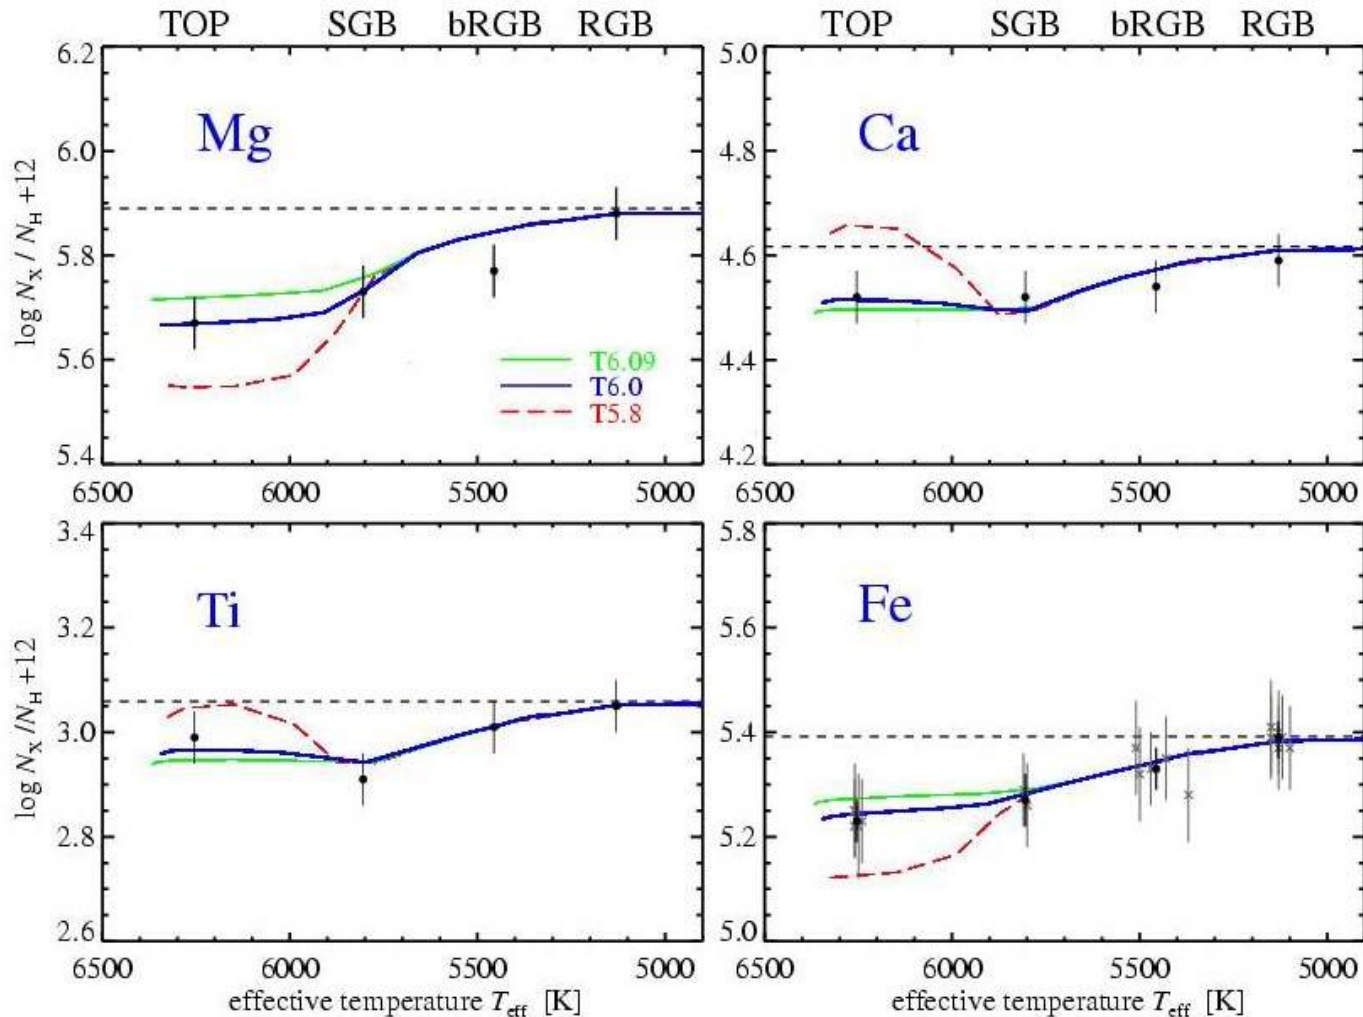 TOP SGB bRGB RGB TOP SGB bRGB RGB
6.2
6.0
5.8
5.6
5.4
log N_X / N_H +12
Mg
T6.09
T6.0
T5.8
6500 6000 5500 5000
5.0
4.8
4.6
4.4
4.2
Ca
6500 6000 5500 5000
3.4
3.2
3.0
2.8
2.6
log N_X/N_H +12
Ti
6500 6000 5500 5000
effective temperature T_eff [K]
5.8
5.6
5.4
5.2
5.0
Fe
6500 6000 5500 5000
effective temperature T_eff [K]